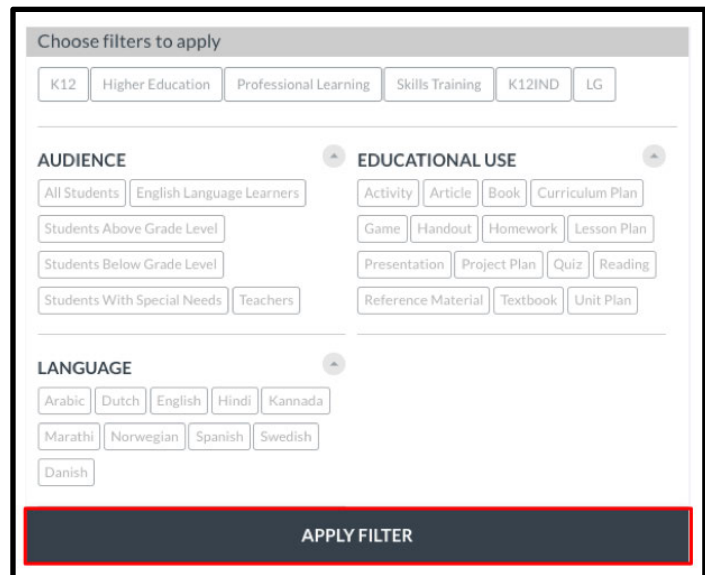 Choose filters to apply
K12 Higher Education Professional Learning Skills Training K12IND LG
AUDIENCE
All Students English Language Learners
Students Above Grade Level
Students Below Grade Level
Students With Special Needs Teachers
EDUCATIONAL USE
Activity Article Book Curriculum Plan
Game Handout Homework Lesson Plan
Presentation Project Plan Quiz Reading
Reference Material Textbook Unit Plan
LANGUAGE
Arabic Dutch English Hindi Kannada
Marathi Norwegian Spanish Swedish
Danish
APPLY FILTER